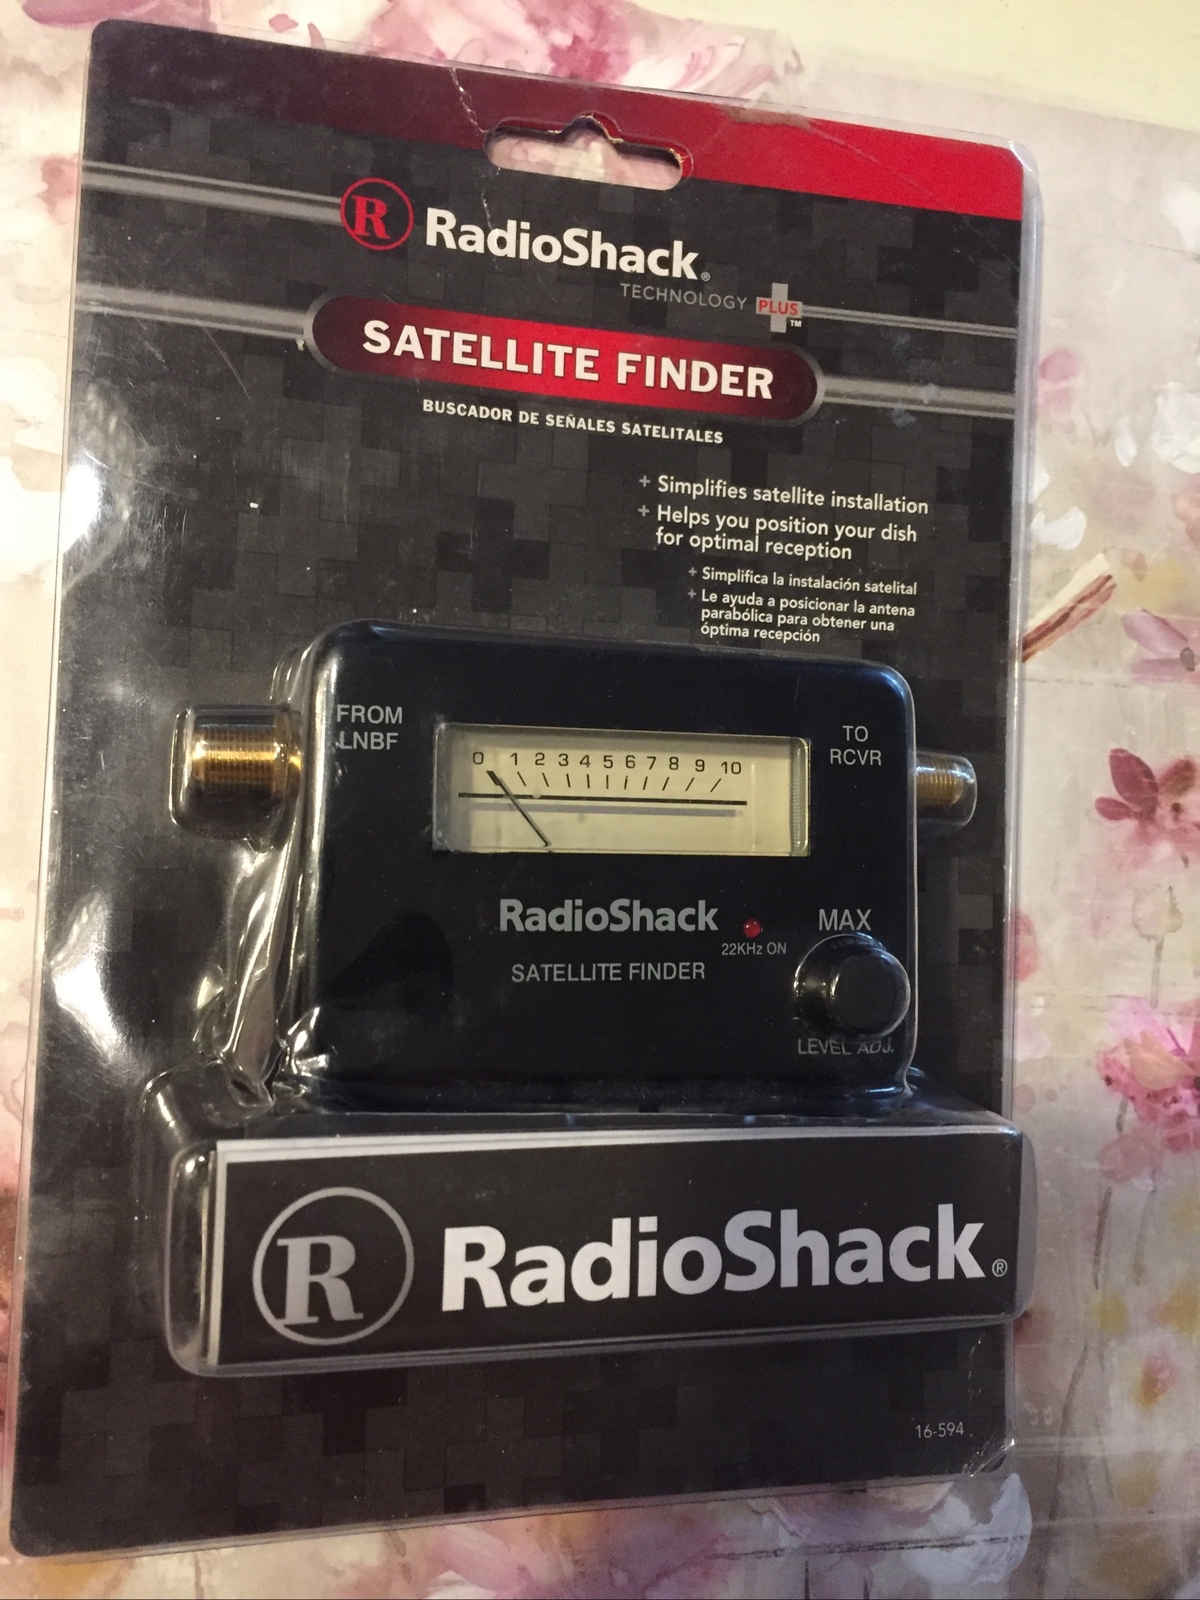 R RadioShack®
TECHNOLOGY PLUS™
SATELLITE FINDER
BUSCADOR DE SEÑALES SATELITALES
+ Simplifies satellite installation
+ Helps you position your dish
for optimal reception
+ Simplifica la instalación satelital
+ Le ayuda a posicionar la antena
parabólica para obtener una
óptima recepción
FROM
LNBF
TO
RCVR
0 1 2 3 4 5 6 7 8 9 10
RadioShack
22KHz ON
SATELLITE FINDER
MAX
LEVEL ADJ.
R RadioShack®
16-594